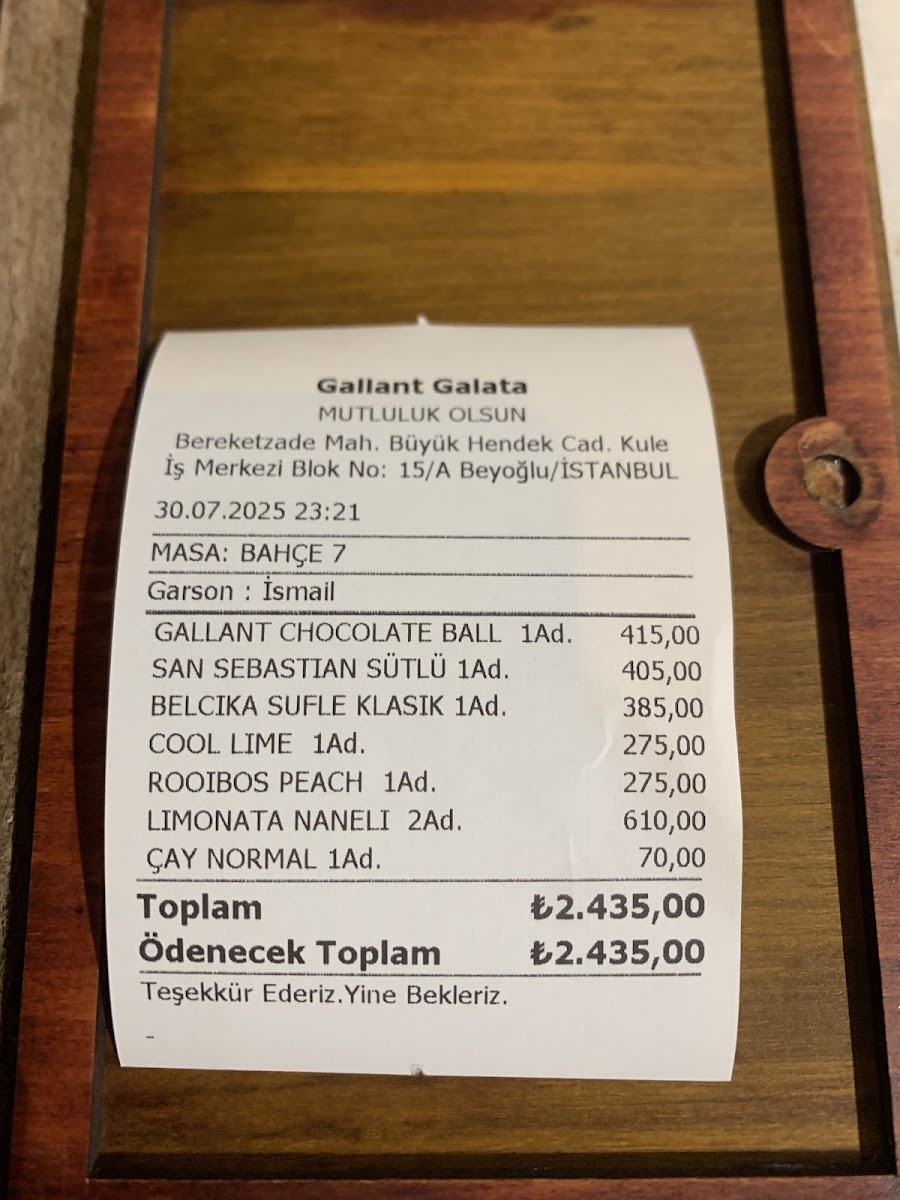 Gallant Galata
MUTLULUK OLSUN
Bereketzade Mah. Büyük Hendek Cad. Kule
İş Merkezi Blok No: 15/A Beyoğlu/İSTANBUL
30.07.2025 23:21
MASA: BAHÇE 7
Garson : İsmail
GALLANT CHOCOLATE BALL 1Ad. 415,00
SAN SEBASTIAN SÜTLÜ 1Ad. 405,00
BELCIKA SUFLE KLASIK 1Ad. 385,00
COOL LIME 1Ad. 275,00
ROOIBOS PEACH 1Ad. 275,00
LIMONATA NANELI 2Ad. 610,00
ÇAY NORMAL 1Ad. 70,00
Toplam ₺2.435,00
Ödenecek Toplam ₺2.435,00
Teşekkür Ederiz.Yine Bekleriz.
-